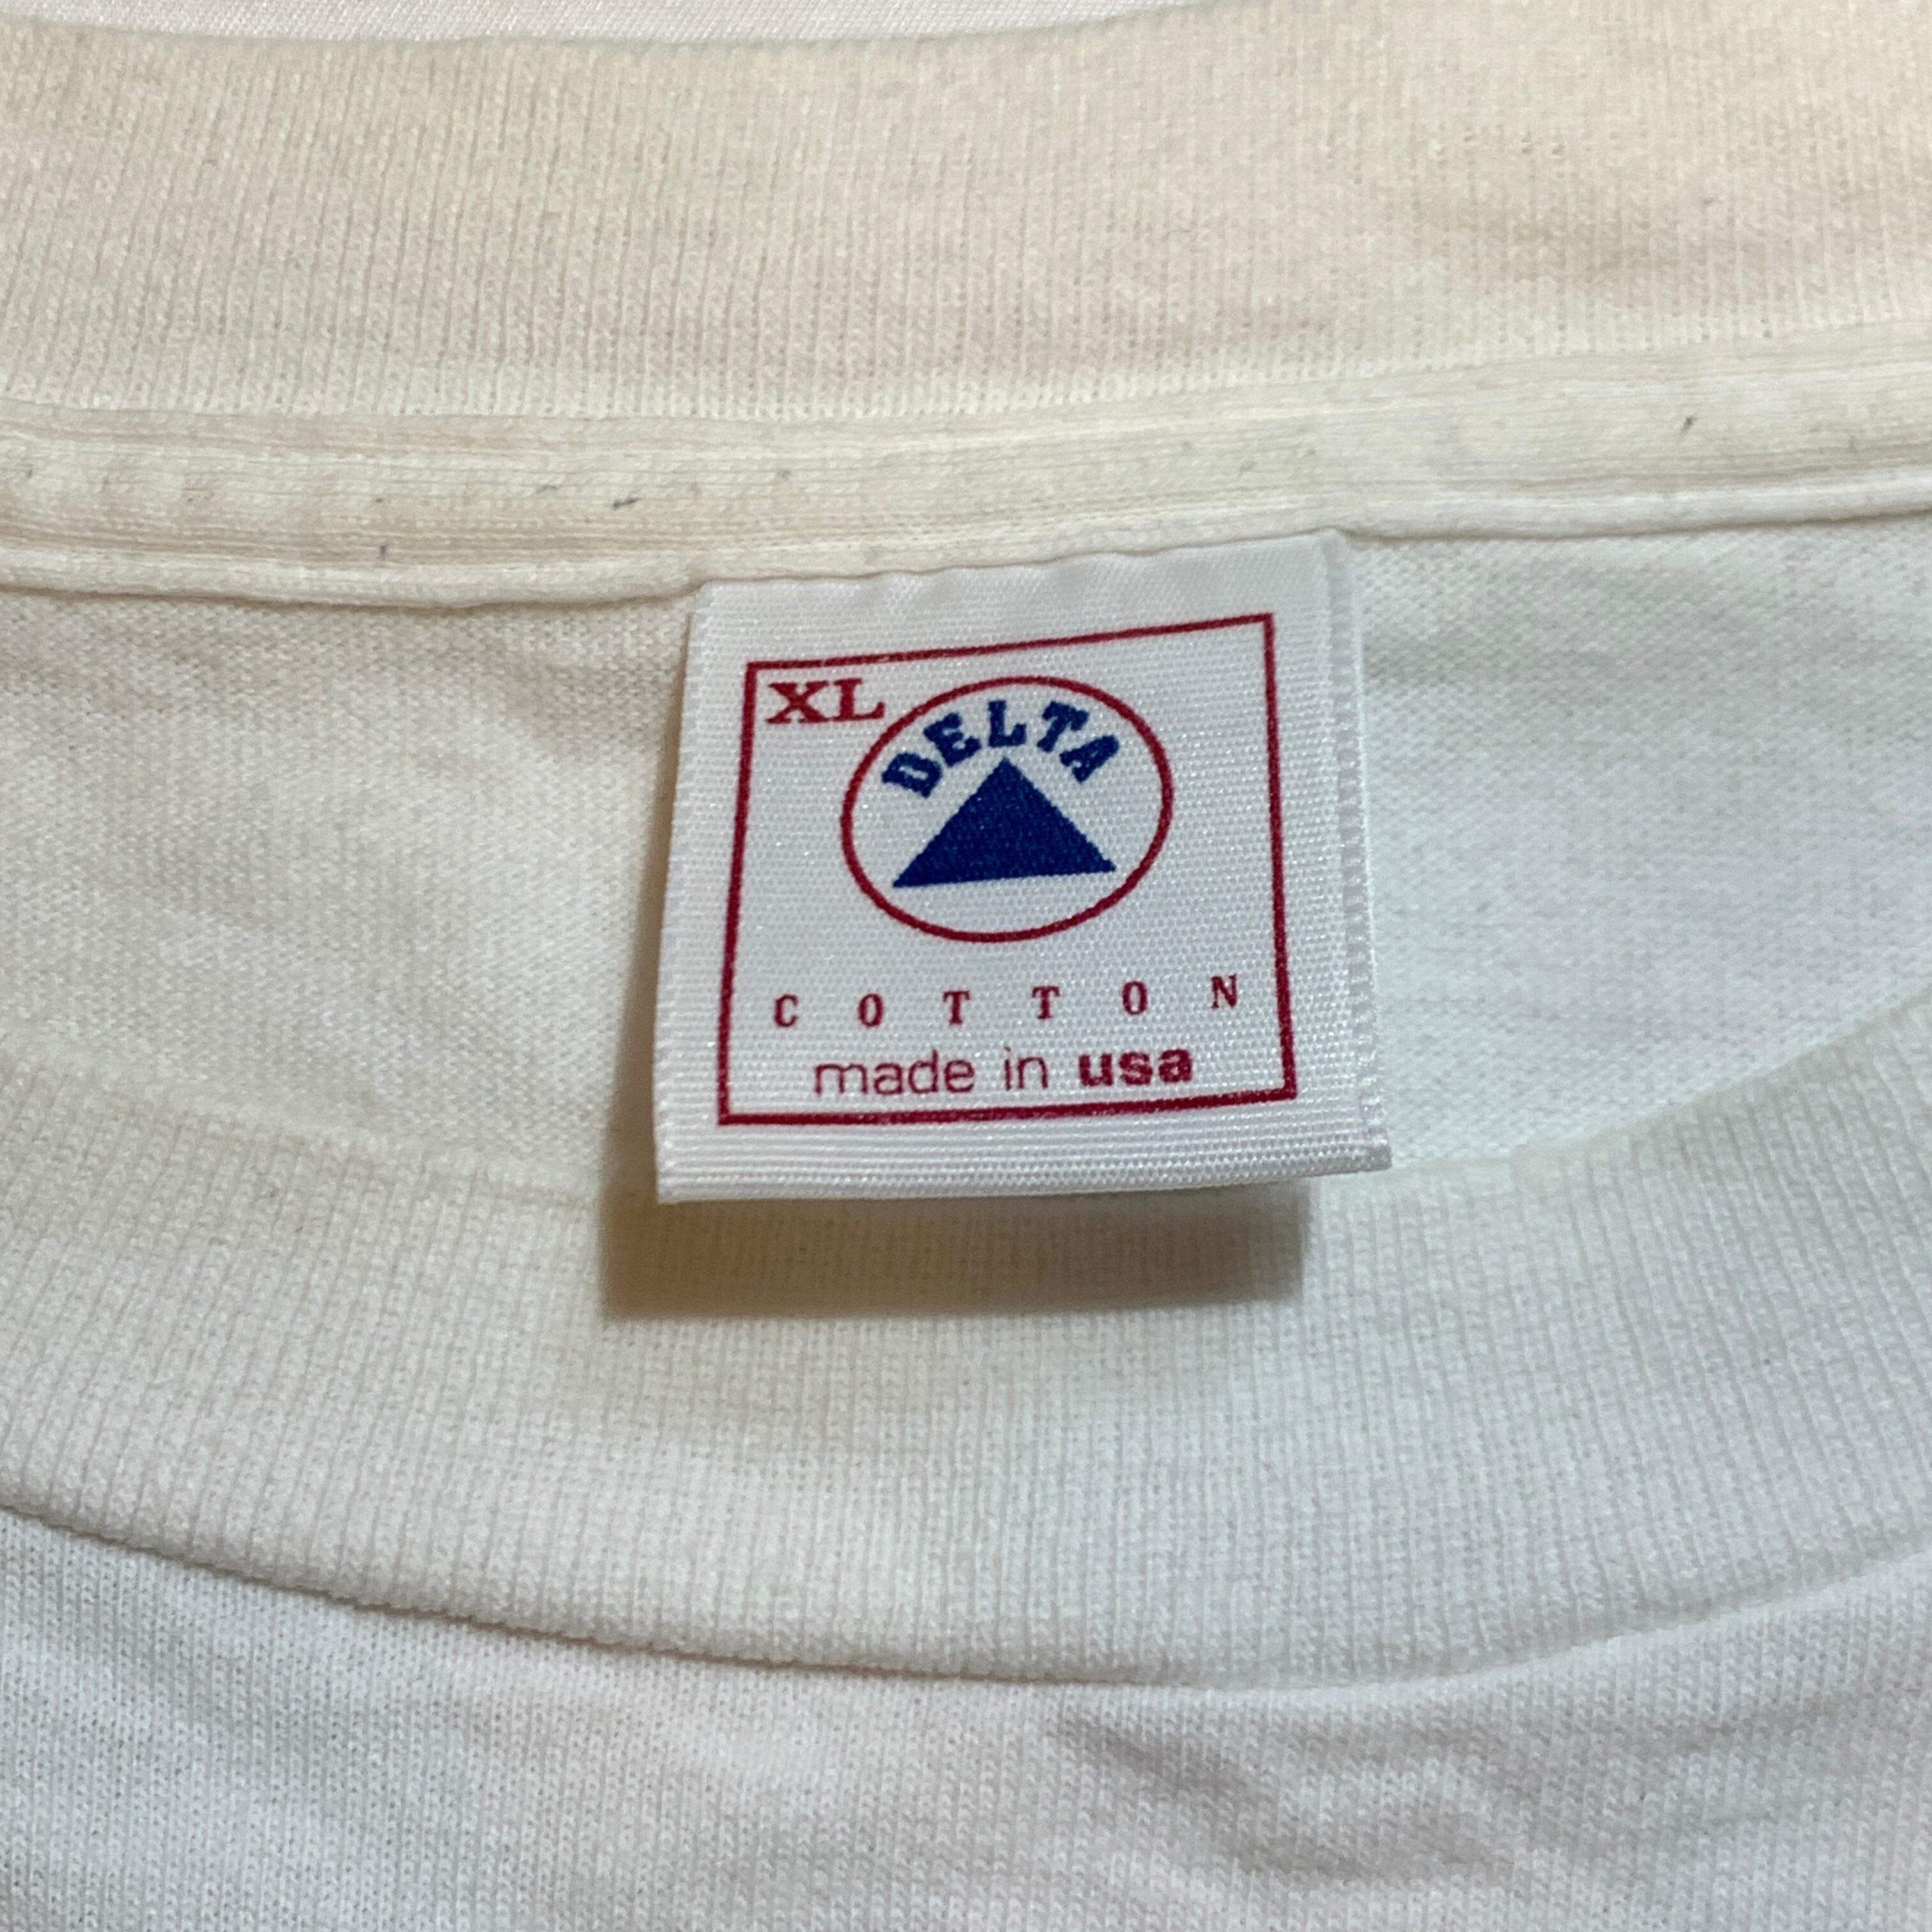 XL
DELTA
COTTON
made in usa